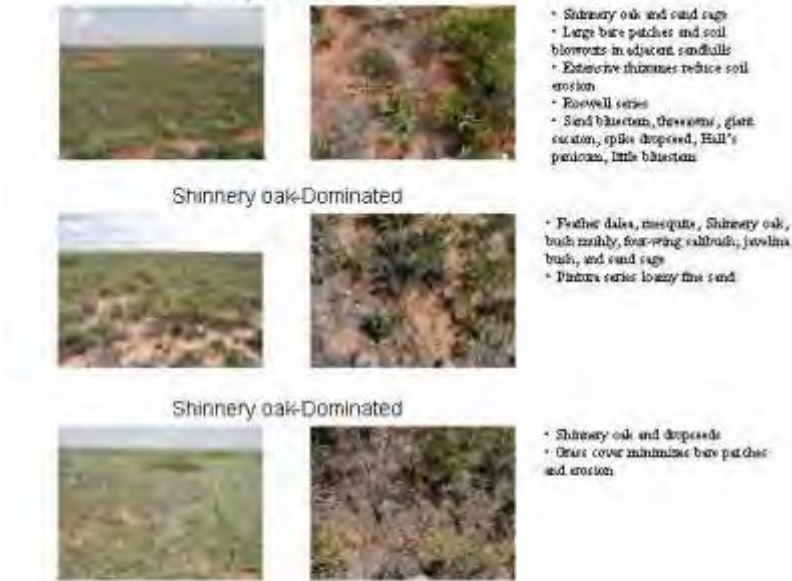 • Shinnery oak and sand sage
• Large bare patches and soil
blowouts in adjacent sandhills
• Extensive rhizomes reduce soil
erosion
• Roswell series
• Sand bluestem, threeawns, giant
sacaton, spike dropseed, Hall's
panicum, little bluestem
Shinnery oak-Dominated
• Feather dalea, mesquite, Shinnery oak,
bush muhly, four-wing saltbush, javelina
bush, and sand sage
• Pintura series loamy fine sand
Shinnery oak-Dominated
• Shinnery oak and dropseeds
• Grass cover minimizes bare patches
and erosion